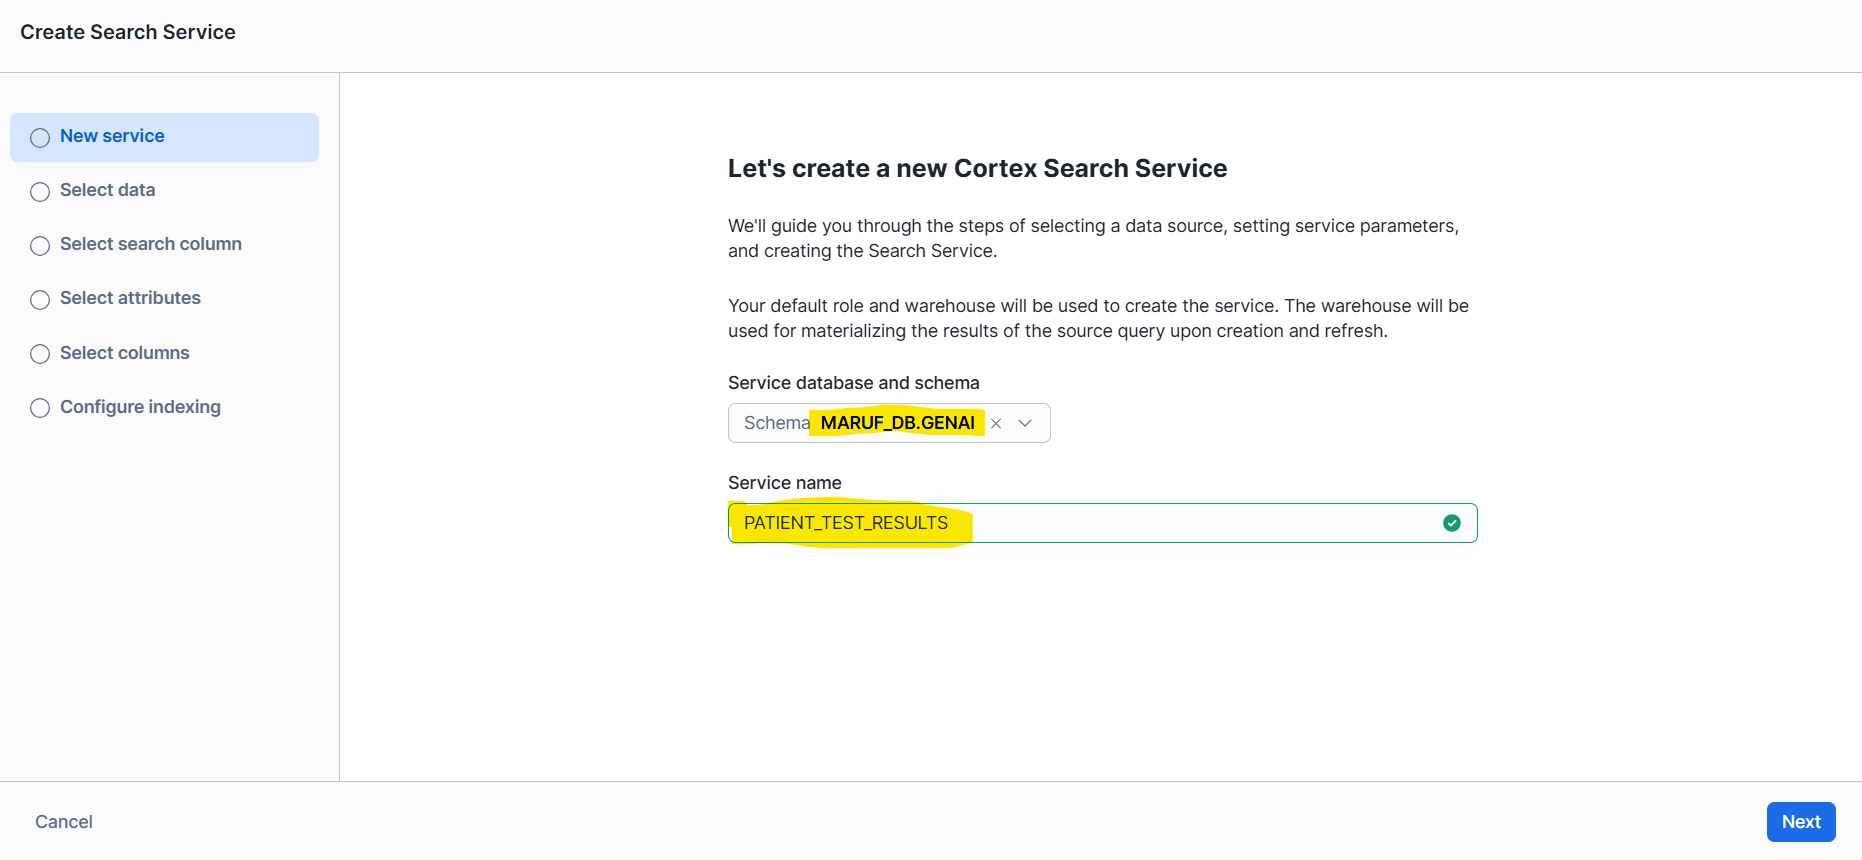 Create Search Service
New service
Select data
Select search column
Select attributes
Select columns
Configure indexing
Let's create a new Cortex Search Service
We'll guide you through the steps of selecting a data source, setting service parameters,
and creating the Search Service.
Your default role and warehouse will be used to create the service. The warehouse will be
used for materializing the results of the source query upon creation and refresh.
Service database and schema
Schema MARUF_DB.GENAI
Service name
PATIENT_TEST_RESULTS
Cancel
Next